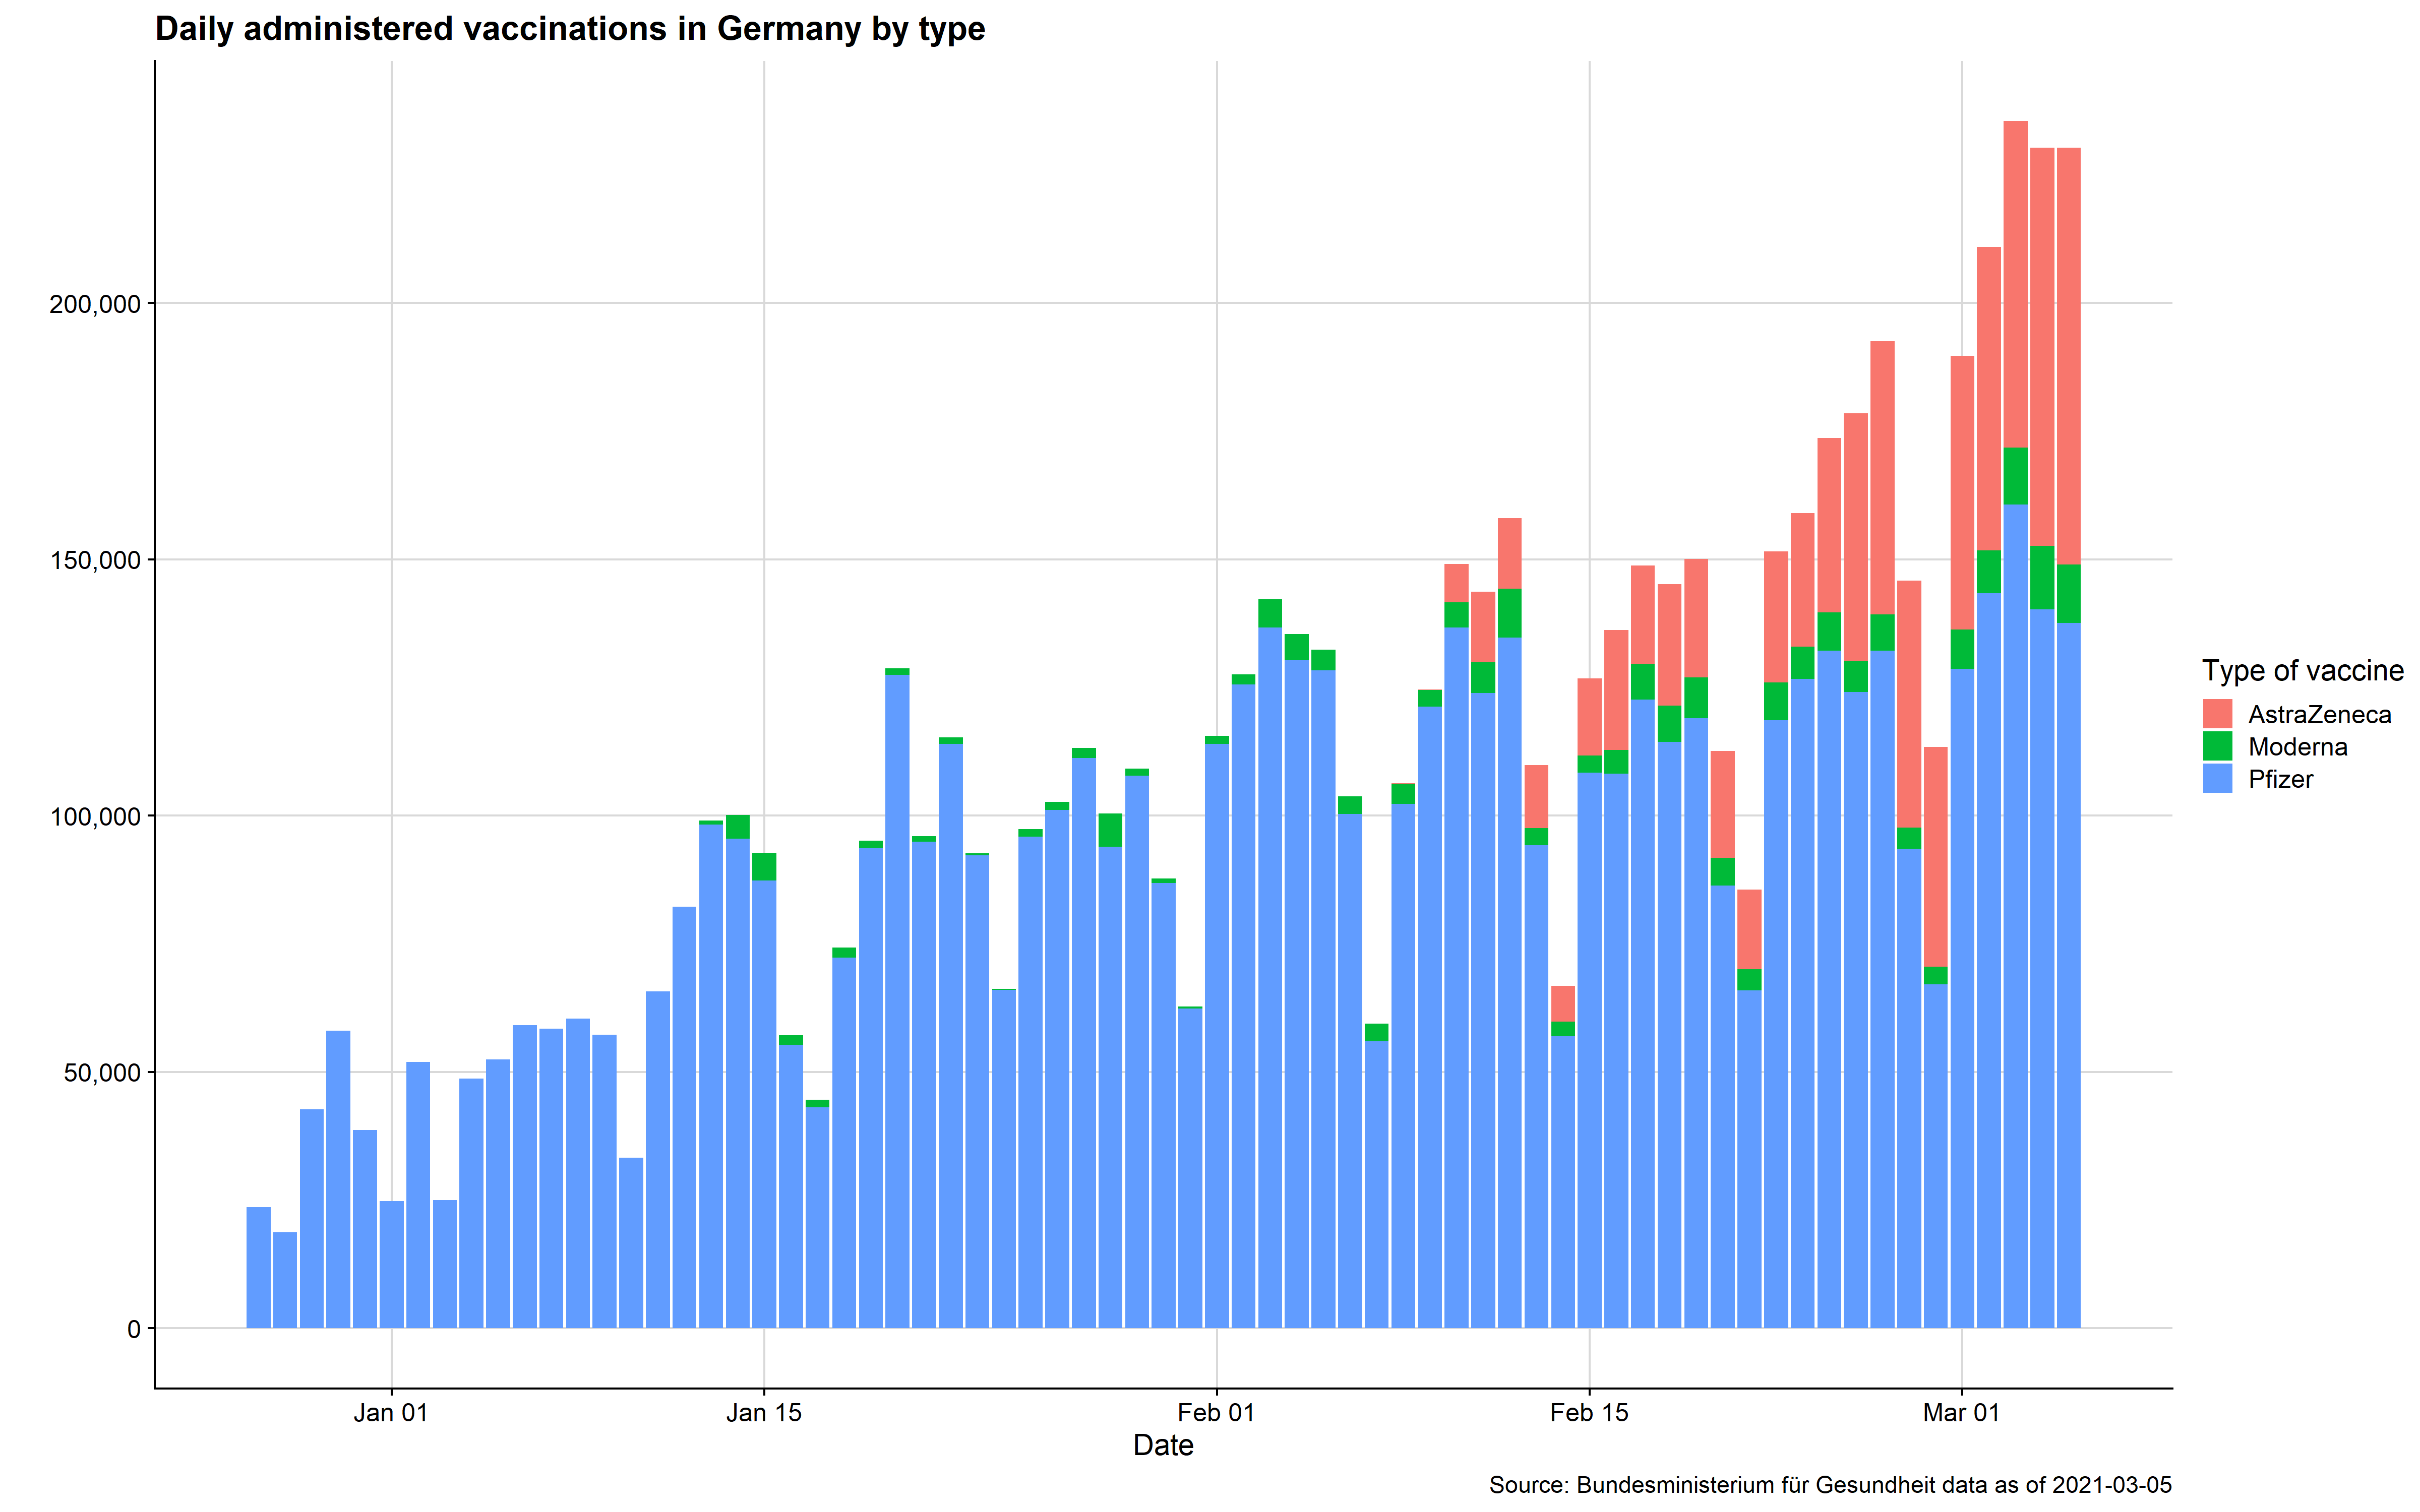 Daily administered vaccinations in Germany by type
200,000
150,000
100,000
50,000
0
Jan 01
Jan 15
Feb 01
Feb 15
Mar 01
Date
Type of vaccine
AstraZeneca
Moderna
Pfizer
Source: Bundesministerium für Gesundheit data as of 2021-03-05